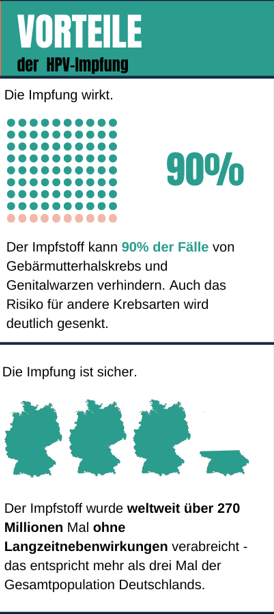 VORTEILE
der HPV-Impfung
Die Impfung wirkt.
90%
Der Impfstoff kann 90% der Fälle von
Gebärmutterhalskrebs und
Genitalwarzen verhindern. Auch das
Risiko für andere Krebsarten wird
deutlich gesenkt.
Die Impfung ist sicher.
Der Impfstoff wurde weltweit über 270
Millionen Mal ohne
Langzeitnebenwirkungen verabreicht -
das entspricht mehr als drei Mal der
Gesamtpopulation Deutschlands.